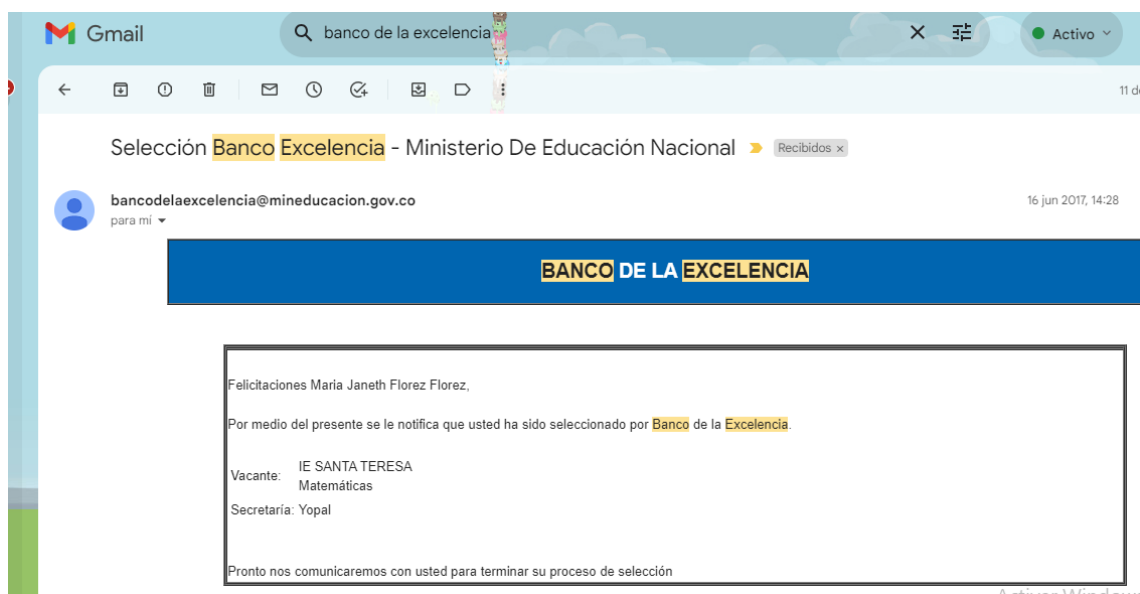 Gmail
banco de la excelencia
Activo
11 de
Selección Banco Excelencia - Ministerio De Educación Nacional
Recibidos x
bancodelaexcelencia@mineducacion.gov.co
16 jun 2017, 14:28
para mí
BANCO DE LA EXCELENCIA
Felicitaciones Maria Janeth Florez Florez,
Por medio del presente se le notifica que usted ha sido seleccionado por Banco de la Excelencia.
Vacante:
IE SANTA TERESA
Matemáticas
Secretaría: Yopal
Pronto nos comunicaremos con usted para terminar su proceso de selección